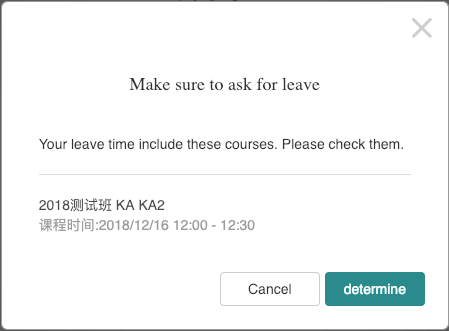 Make sure to ask for leave
Your leave time include these courses. Please check them.
2018测试班 KA KA2
课程时间:2018/12/16 12:00 - 12:30
Cancel
determine